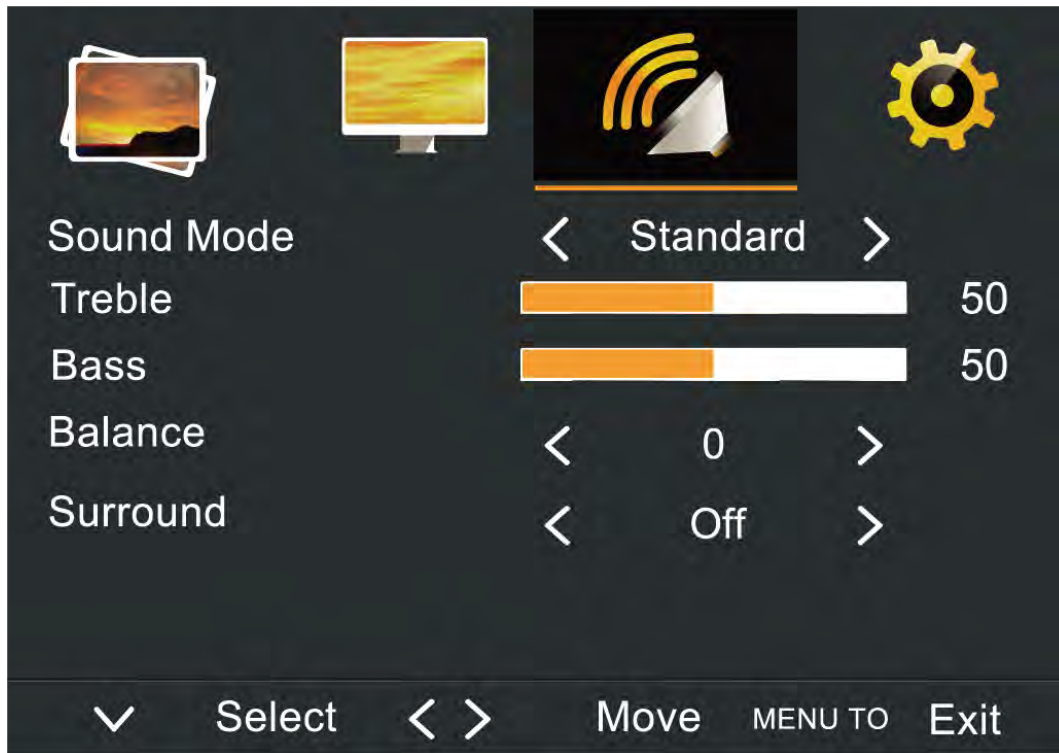 Sound Mode < Standard >
Treble 50
Bass 50
Balance < 0 >
Surround < Off >
Select < > Move MENU TO Exit